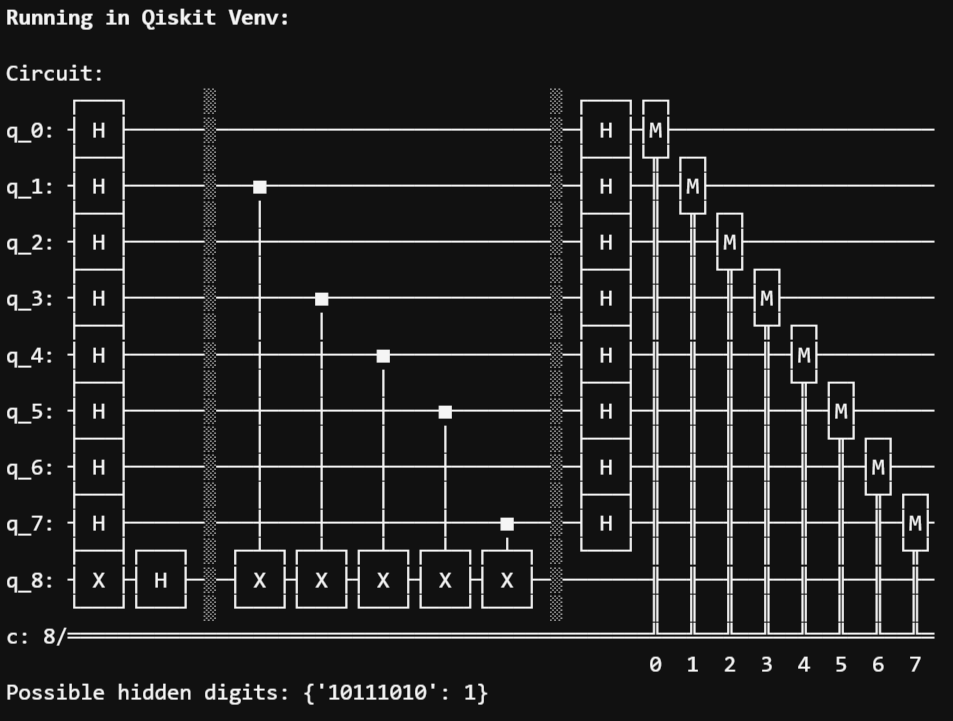 Running in Qiskit Venv:
Circuit:
q_0: H H M
q_1: H H M
q_2: H H M
q_3: H H M
q_4: H H M
q_5: H H M
q_6: H H M
q_7: H H M
q_8: X H X X X X X
c: 8/
0 1 2 3 4 5 6 7
Possible hidden digits: {'10111010': 1}